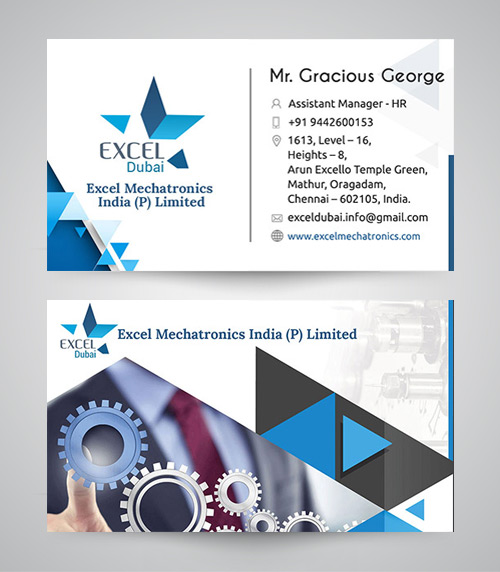 EXCEL
Dubai
Excel Mechatronics
India (P) Limited
Mr. Gracious George
Assistant Manager - HR
+91 9442600153
1613, Level – 16,
Heights – 8,
Arun Excello Temple Green,
Mathur, Oragadam,
Chennai – 602105, India.
exceldubai.info@gmail.com
www.excelmechatronics.com
EXCEL
Dubai
Excel Mechatronics India (P) Limited